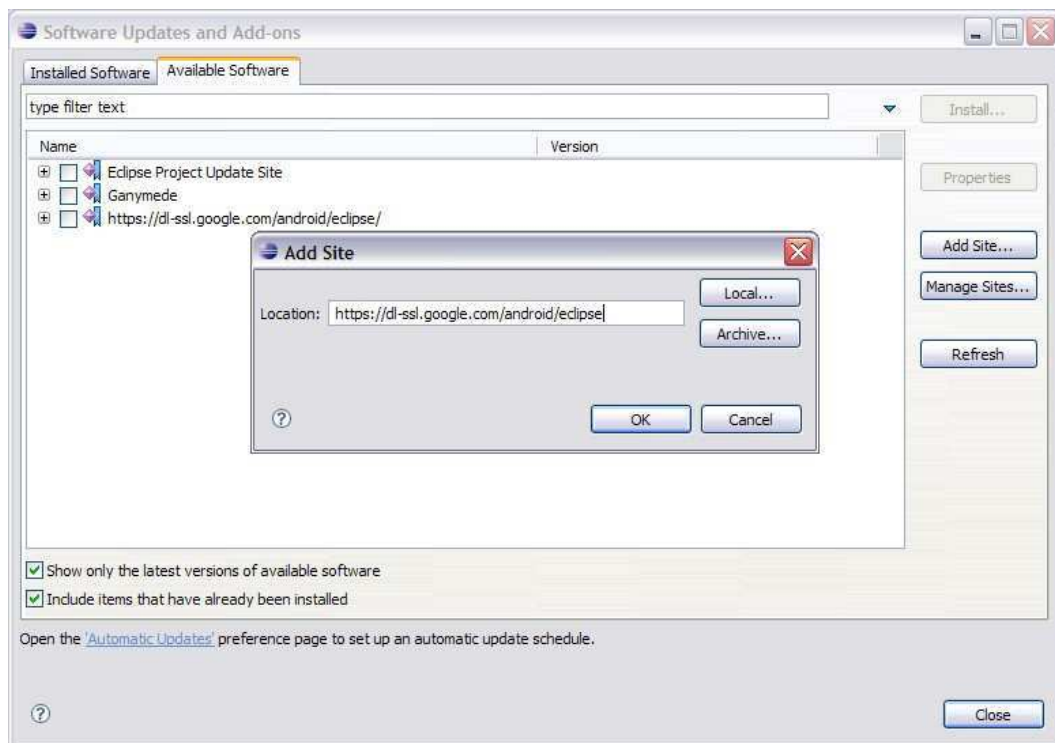 Software Updates and Add-ons
Installed Software Available Software
type filter text
Install...
Name Version
Eclipse Project Update Site
Properties
Ganymede
https://dl-ssl.google.com/android/eclipse/
Add Site...
Manage Sites...
Refresh
Add Site
Local...
Location: https://dl-ssl.google.com/android/eclipse
Archive...
? OK Cancel
Show only the latest versions of available software
Include items that have already been installed
Open the 'Automatic Updates' preference page to set up an automatic update schedule.
? Close